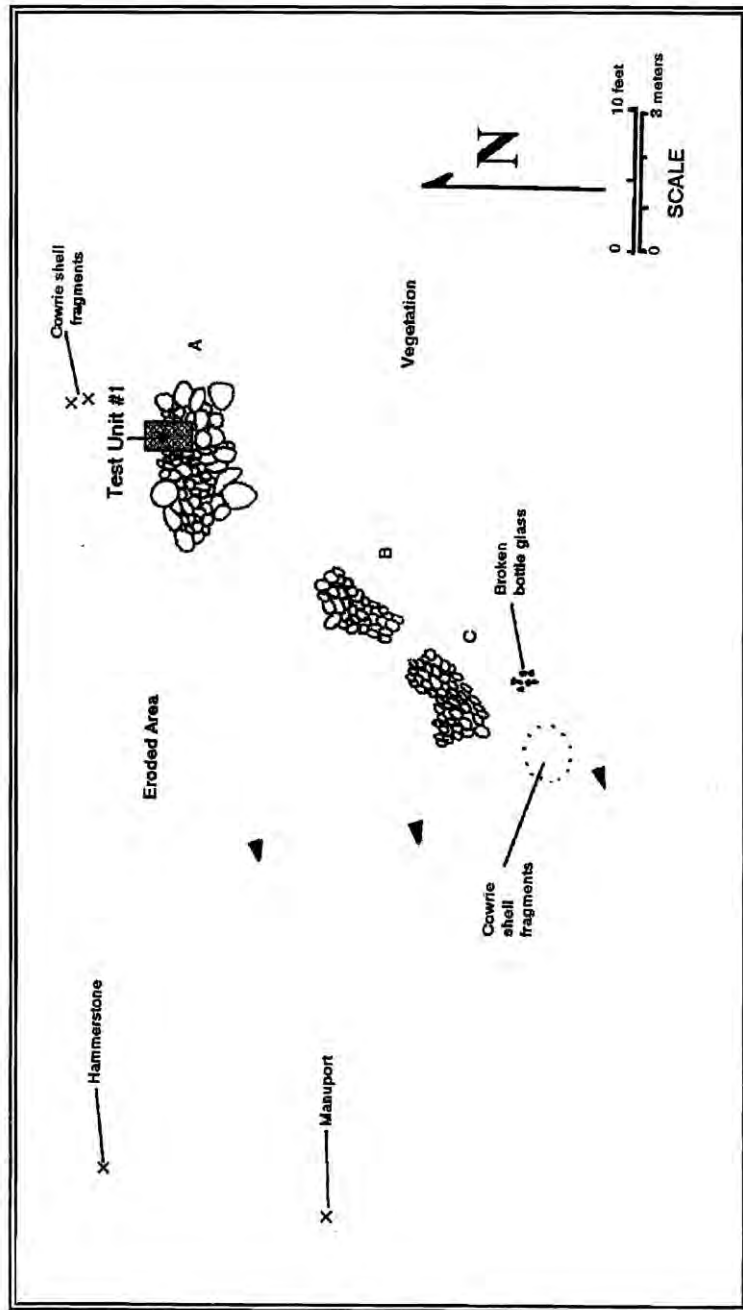 Cowrie shell
fragments
Test Unit #1
A
Hammerstone
Eroded Area
Manuport
B
C
Vegetation
Broken
bottle glass
Cowrie
shell
fragments
N
0
10 feet
0
3 meters
SCALE